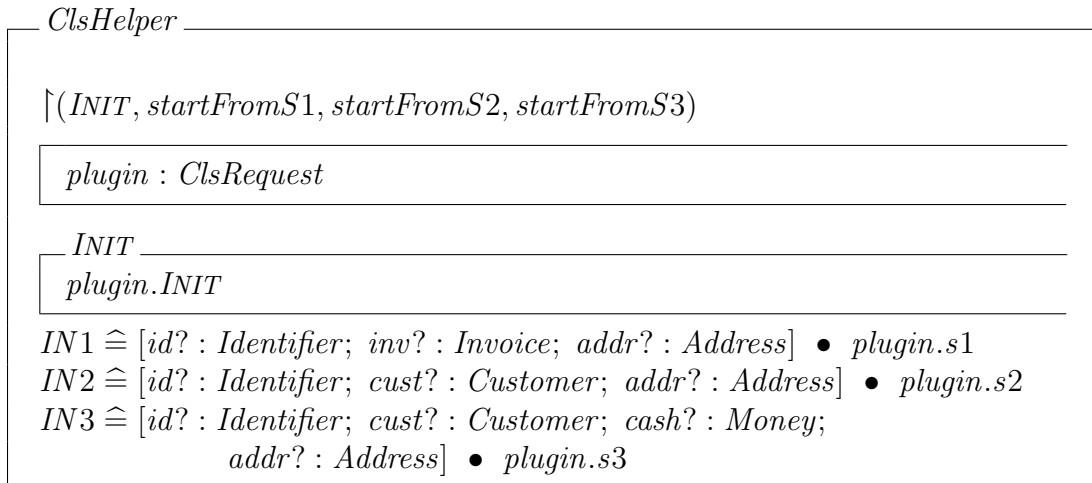 ClsHelper
↾(INIT, startFromS1, startFromS2, startFromS3)
plugin : ClsRequest
INIT
plugin.INIT
IN1 ≙ [id? : Identifier; inv? : Invoice; addr? : Address] • plugin.s1
IN2 ≙ [id? : Identifier; cust? : Customer; addr? : Address] • plugin.s2
IN3 ≙ [id? : Identifier; cust? : Customer; cash? : Money;
addr? : Address] • plugin.s3